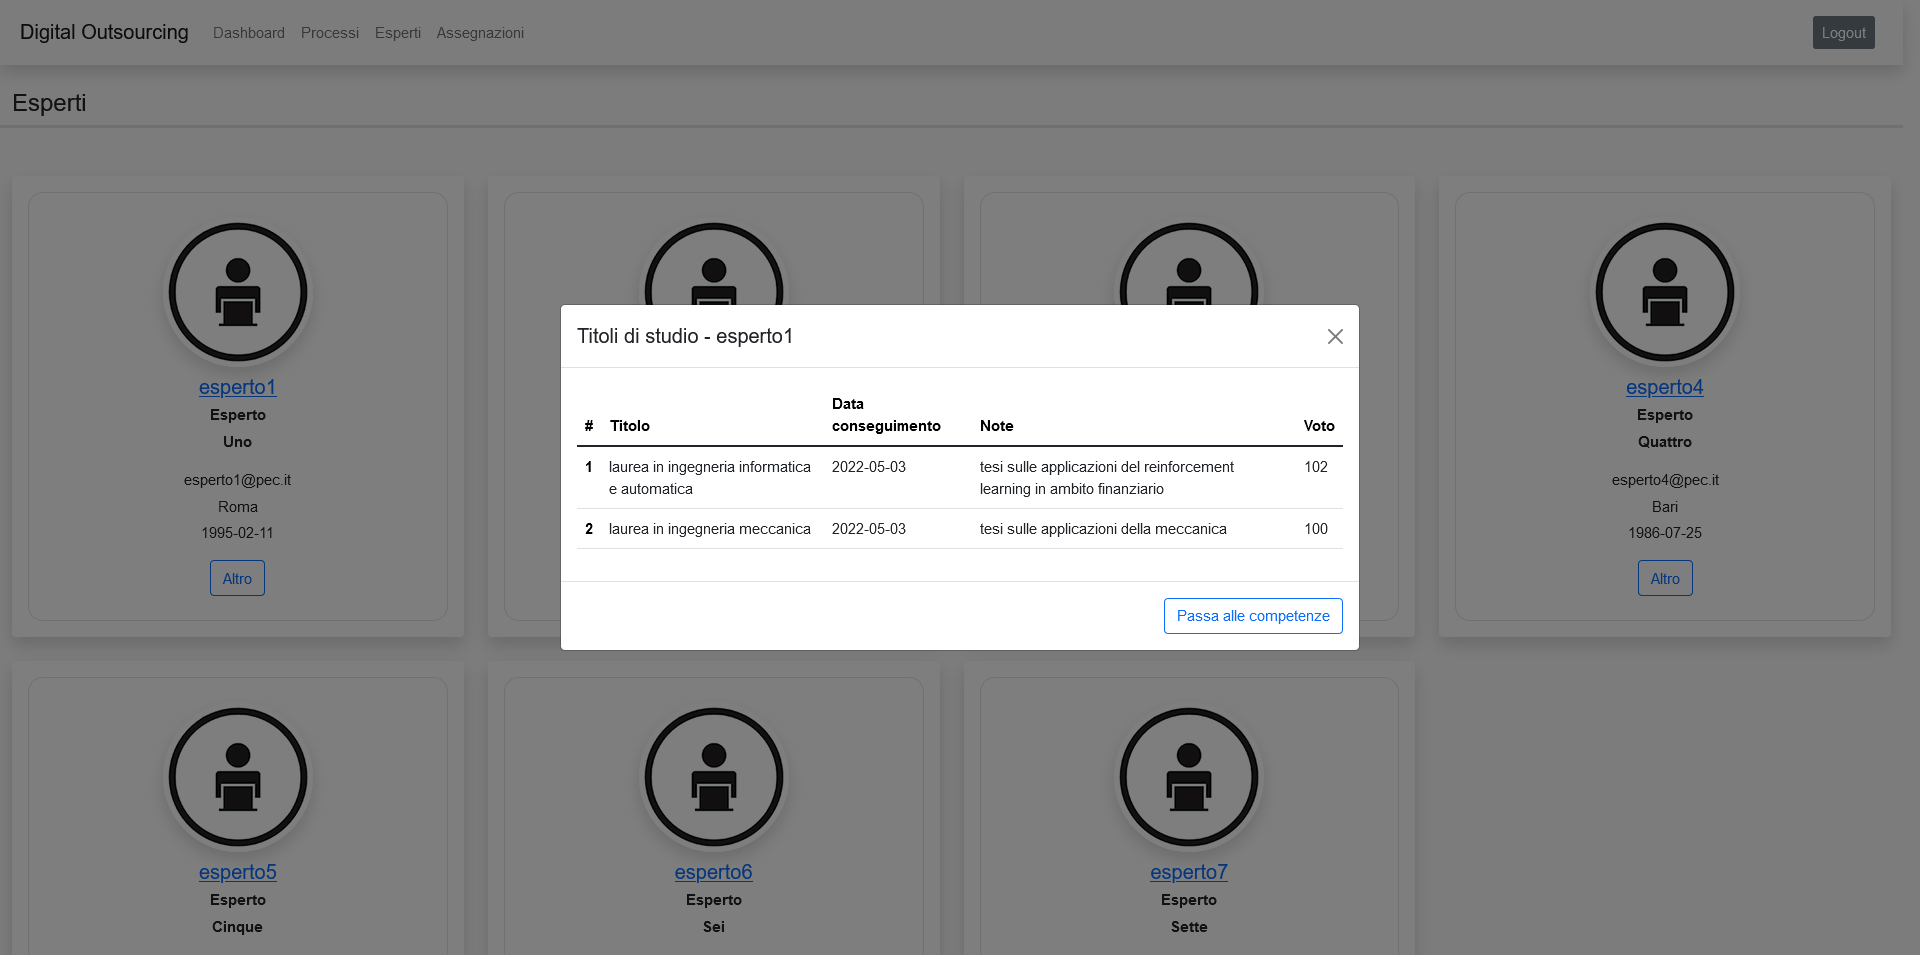 Digital Outsourcing Dashboard Processi Esperti Assegnazioni Logout
Esperti
esperto1
Esperto
Uno
esperto1@pec.it
Roma
1995-02-11
Altro
Titoli di studio - esperto1
# Titolo Data conseguimento Note Voto
1 laurea in ingegneria informatica e automatica 2022-05-03 tesi sulle applicazioni del reinforcement learning in ambito finanziario 102
2 laurea in ingegneria meccanica 2022-05-03 tesi sulle applicazioni della meccanica 100
Passa alle competenze
esperto4
Esperto
Quattro
esperto4@pec.it
Bari
1986-07-25
Altro
esperto5
Esperto
Cinque
esperto6
Esperto
Sei
esperto7
Esperto
Sette